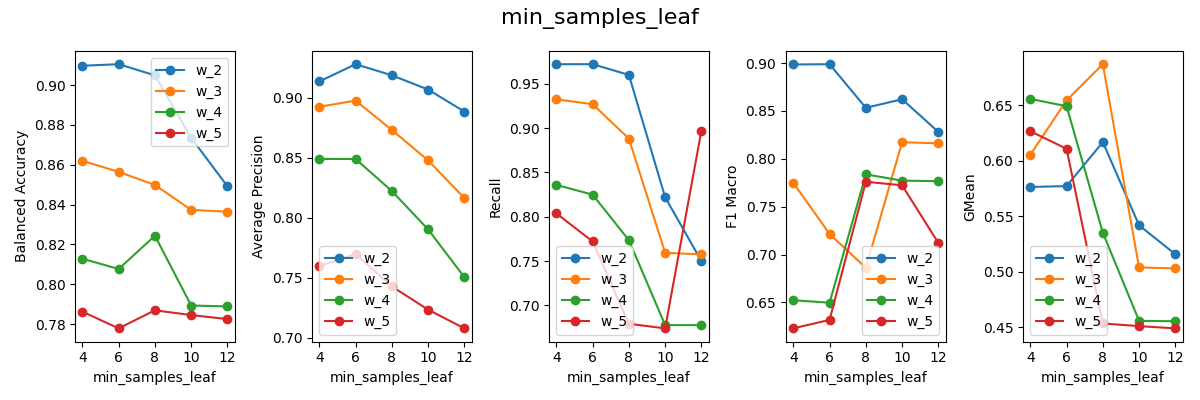 min_samples_leaf
Balanced Accuracy
0.90
0.88
0.86
0.84
0.82
0.80
0.78
w_2
w_3
w_4
w_5
4 6 8 10 12
min_samples_leaf
Average Precision
0.90
0.85
0.80
0.75
0.70
w_2
w_3
w_4
w_5
4 6 8 10 12
min_samples_leaf
Recall
0.95
0.90
0.85
0.80
0.75
0.70
w_2
w_3
w_4
w_5
4 6 8 10 12
min_samples_leaf
F1 Macro
0.90
0.85
0.80
0.75
0.70
0.65
w_2
w_3
w_4
w_5
4 6 8 10 12
min_samples_leaf
GMean
0.65
0.60
0.55
0.50
0.45
w_2
w_3
w_4
w_5
4 6 8 10 12
min_samples_leaf